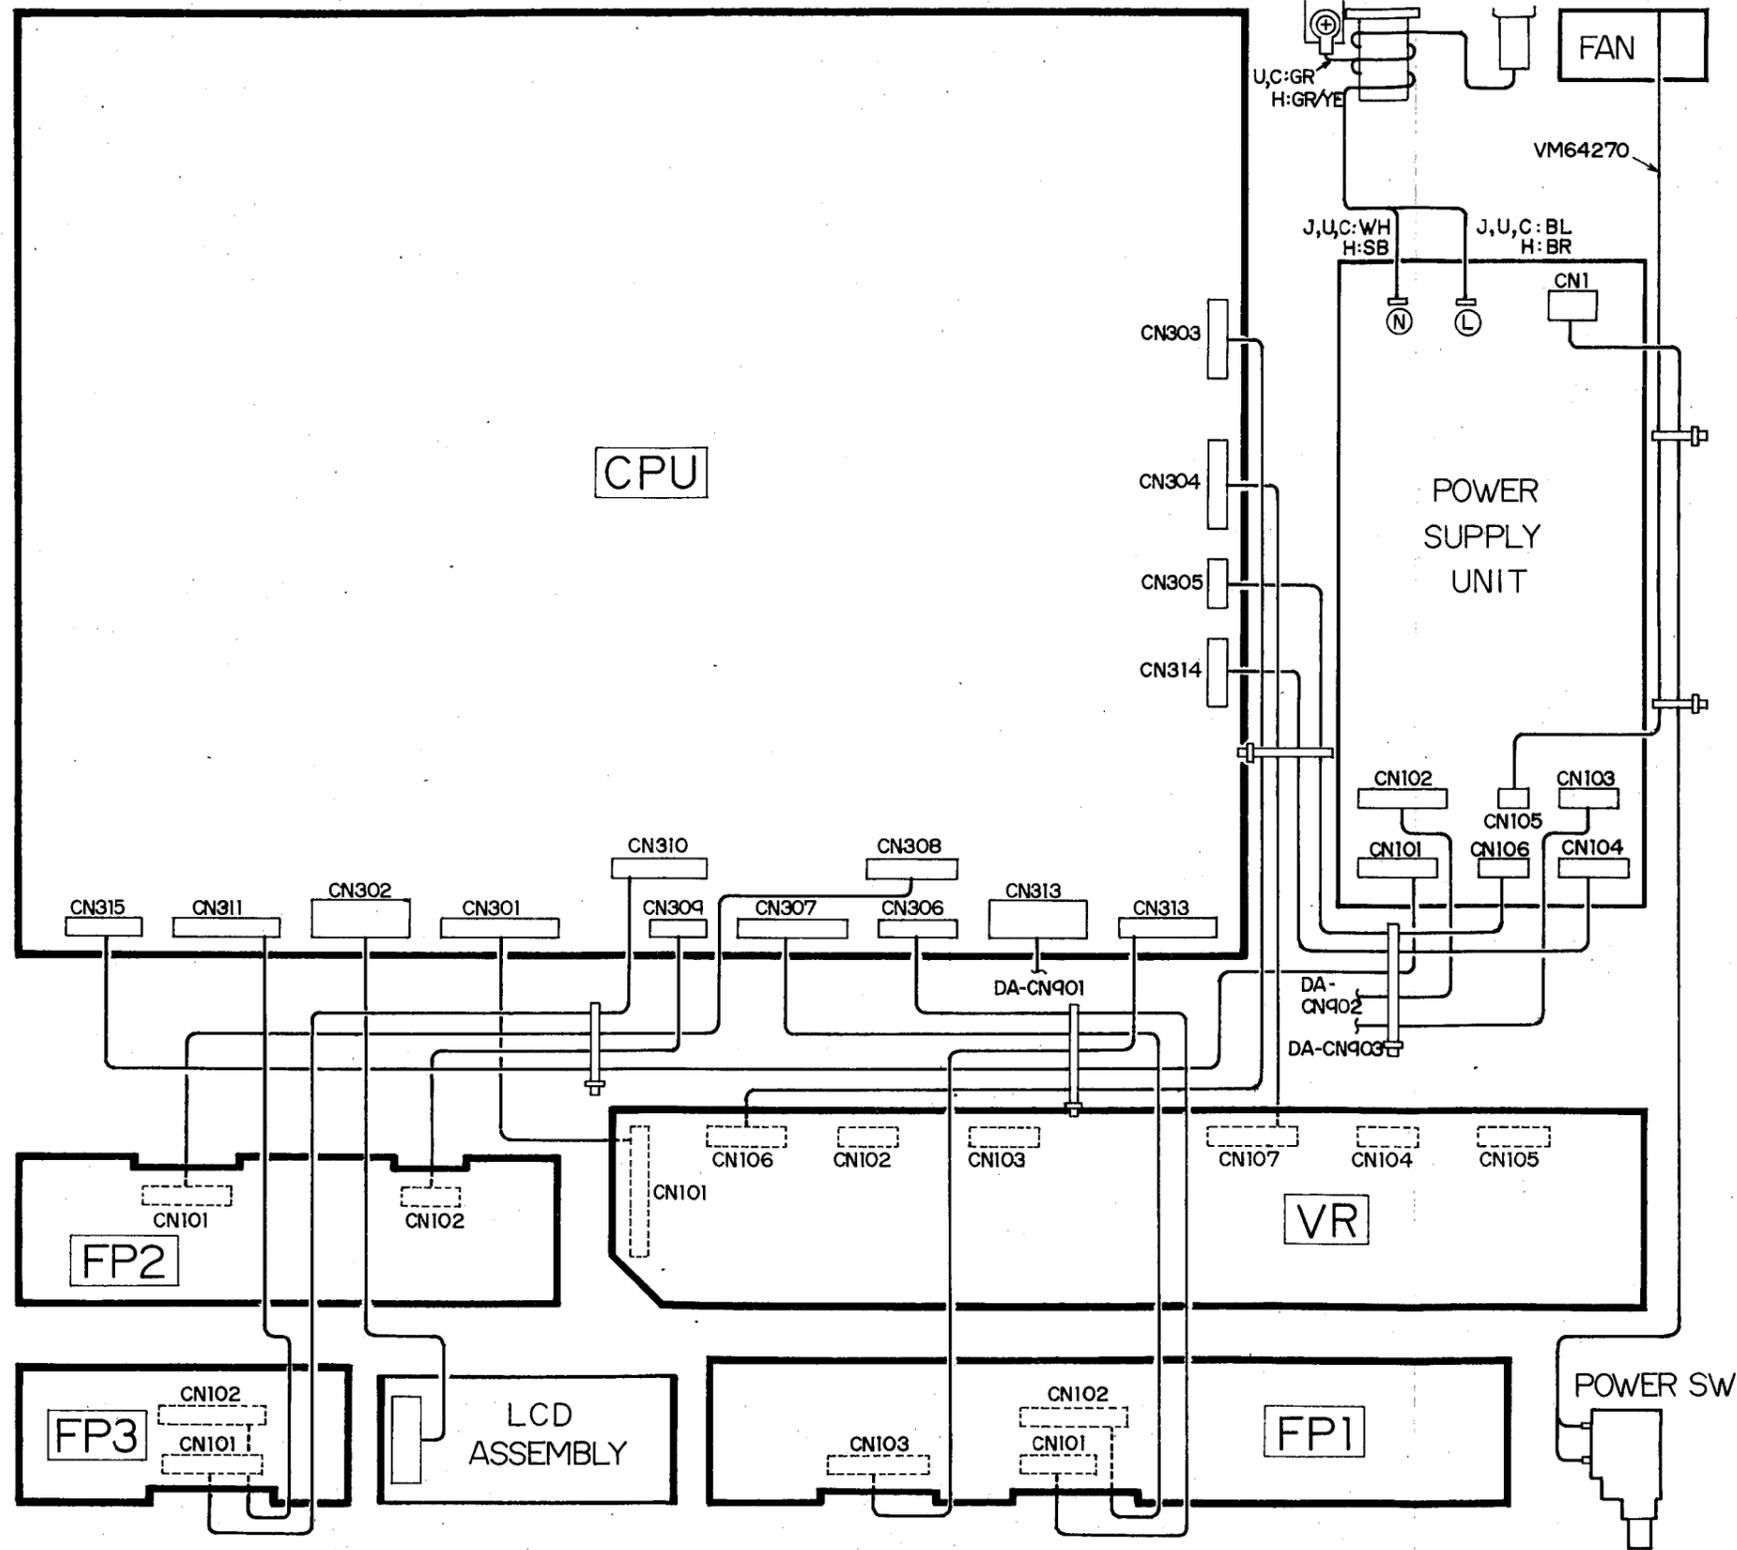 FAN
U,C:GR
H:GR/YE
VM64270
J,U,C:WH
H:SB
J,U,C:BL
H:BR
CN1
N
L
CN303
CPU
CN304
POWER
SUPPLY
UNIT
CN305
CN314
CN102
CN103
CN105
CN310
CN308
CN101
CN106
CN104
CN315
CN311
CN302
CN301
CN309
CN307
CN306
CN313
CN313
DA-CN901
DA-
CN902
DA-CN903
CN106
CN102
CN103
CN107
CN104
CN105
CN101
VR
CN101
CN102
FP2
POWER SW
CN102
FP3
CN101
LCD
ASSEMBLY
CN102
CN103
CN101
FP1